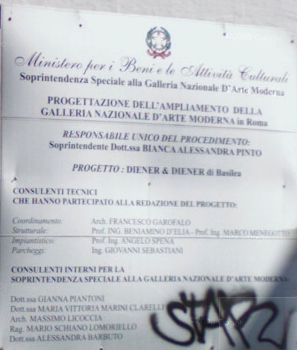 Ministero per i Beni e le Attività Culturali
Soprintendenza Speciale alla Galleria Nazionale D'Arte Moderna
PROGETTAZIONE DELL'AMPLIAMENTO DELLA
GALLERIA NAZIONALE D'ARTE MODERNA in Roma
RESPONSABILE UNICO DEL PROCEDIMENTO:
Soprintendente Dott.ssa BIANCA ALESSANDRA PINTO
PROGETTO: DIENER & DIENER di Basilea
CONSULENTI TECNICI
CHE HANNO PARTECIPATO ALLA REDAZIONE DEL PROGETTO:
Coordinamento: Arch. FRANCESCO GAROFALO
Strutturale: Prof. ING. BENIAMINO D'ELIA - Prof. Ing. MARCO MENEGOTTO
Impiantistico: Prof. Ing. ANGELO SPENA
Parcheggi: Ing. GIOVANNI SEBASTIANI
CONSULENTI INTERNI PER LA
SOPRINTENDENZA SPECIALE ALLA GALLERIA NAZIONALE D'ARTE MODERNA
Dott.ssa GIANNA PIANTONI
Dott.ssa MARIA VITTORIA MARINI CLARELLI
Arch. MASSIMO LICOCCIA
Rag. MARIO SCHIANO LOMORIELLO
Dott.ssa ALESSANDRA BARBUTO